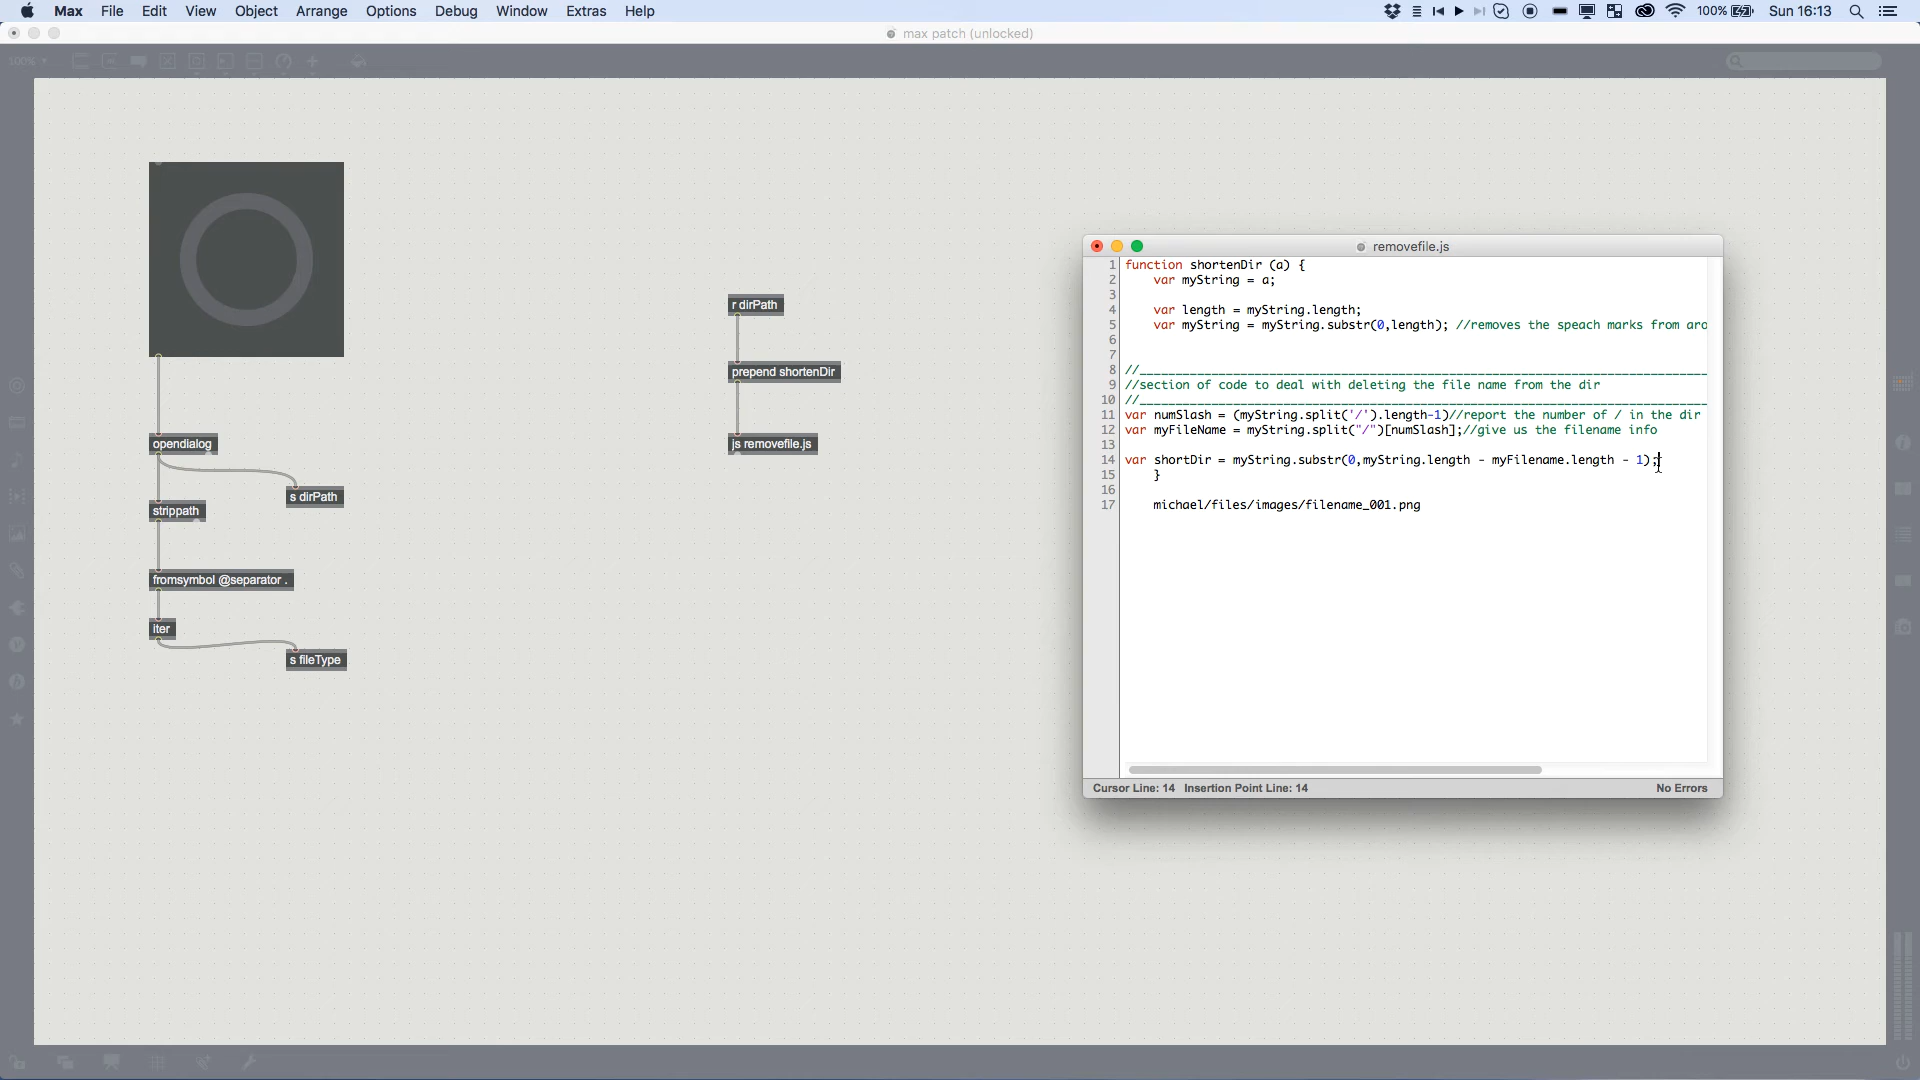 Max File Edit View Object Arrange Options Debug Window Extras Help
100% Sun 16:13
max patch (unlocked)
100%
opendialog
s dirPath
strippath
fromsymbol @separator .
iter
s fileType
r dirPath
prepend shortenDir
js removefile.js
removefile.js
1 function shortenDir (a) {
2 var myString = a;
3
4 var length = myString.length;
5 var myString = myString.substr(0,length); //removes the speach marks from aro
6
7
8 //________________________________________________________________________________
9 //section of code to deal with deleting the file name from the dir
10 //________________________________________________________________________________
11 var numSlash = (myString.split('/').length-1)//report the number of / in the dir
12 var myFileName = myString.split("/")[numSlash];//give us the filename info
13
14 var shortDir = myString.substr(0,myString.length - myFilename.length - 1);
15 }
16
17 michael/files/images/filename_001.png
Cursor Line: 14 Insertion Point Line: 14 No Errors